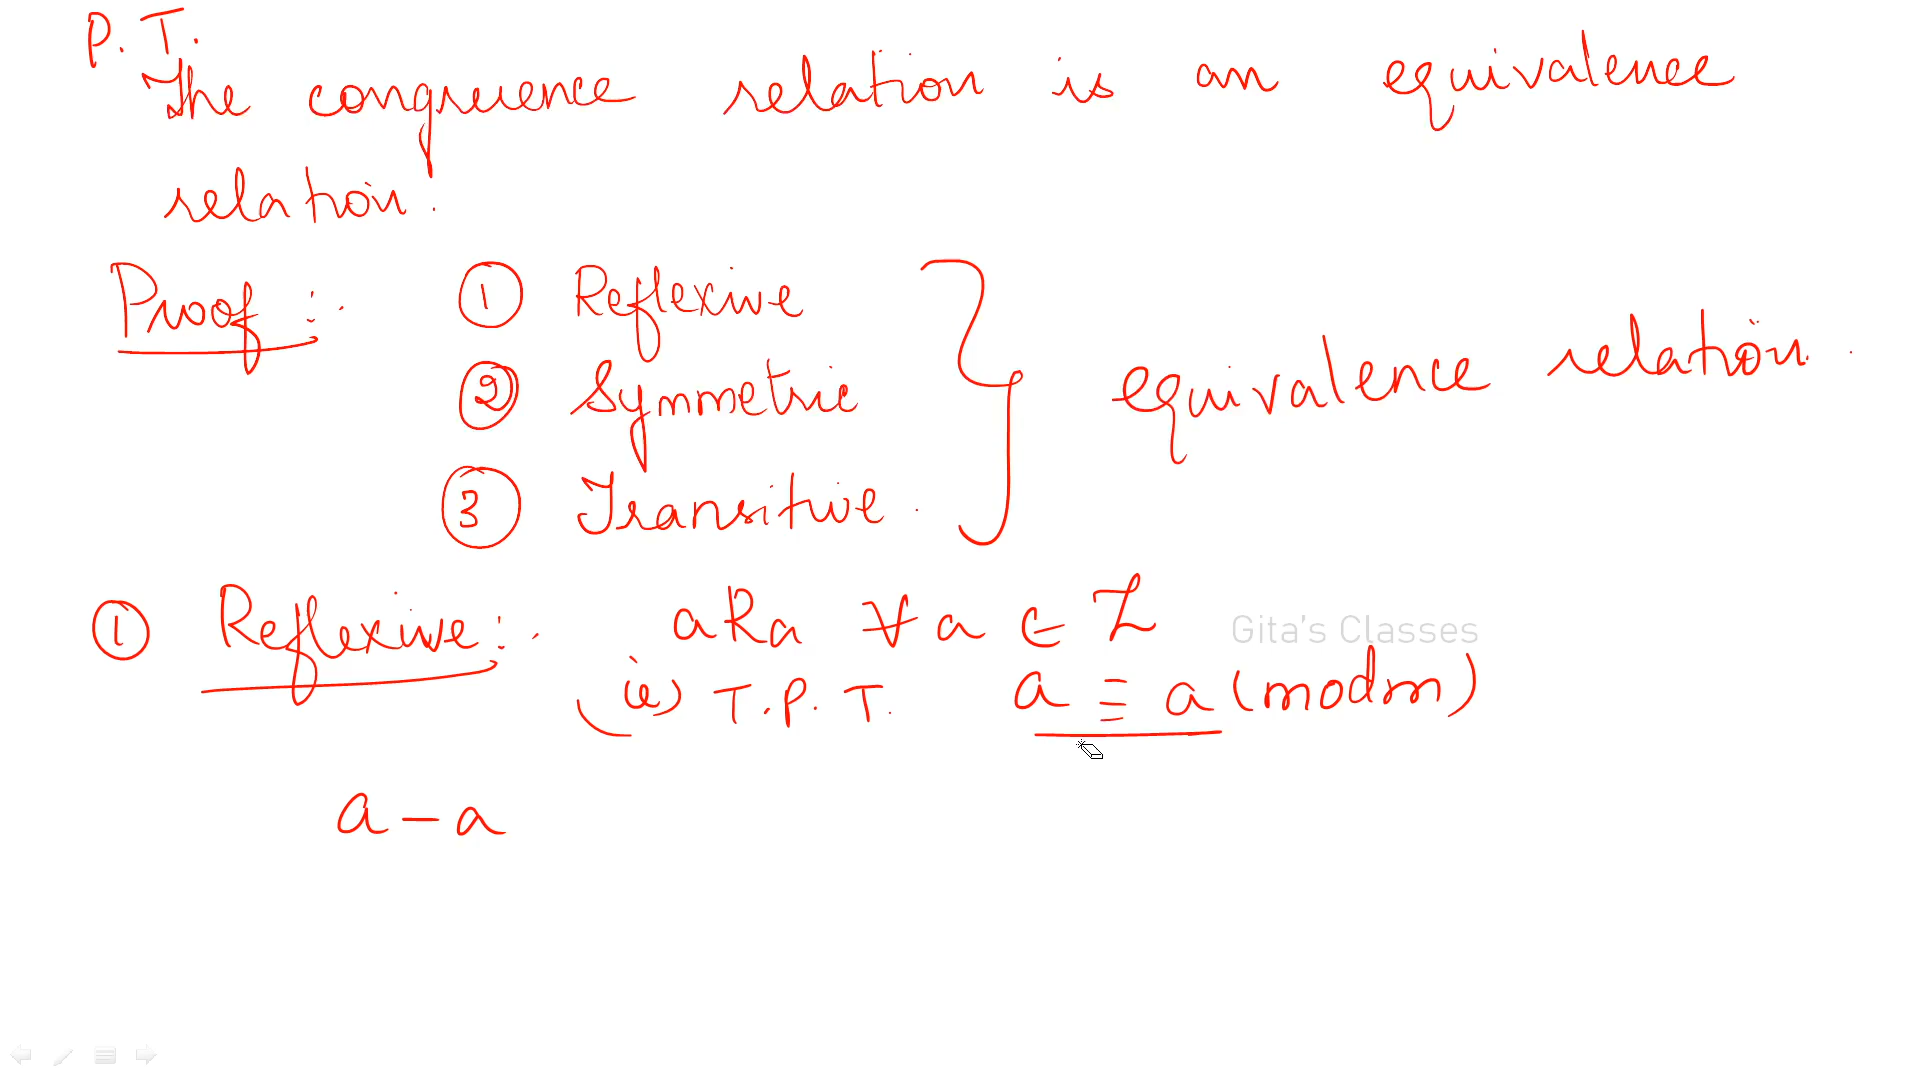 P. T.
The congruence relation is an equivalence
relation.
Proof :- ① Reflexive
② Symmetric
③ Transitive.
equivalence relation.
① Reflexive :- aRa ∀ a ∈ Z
Gita's Classes
(ie) T.P.T. a ≡ a (mod m)
a - a